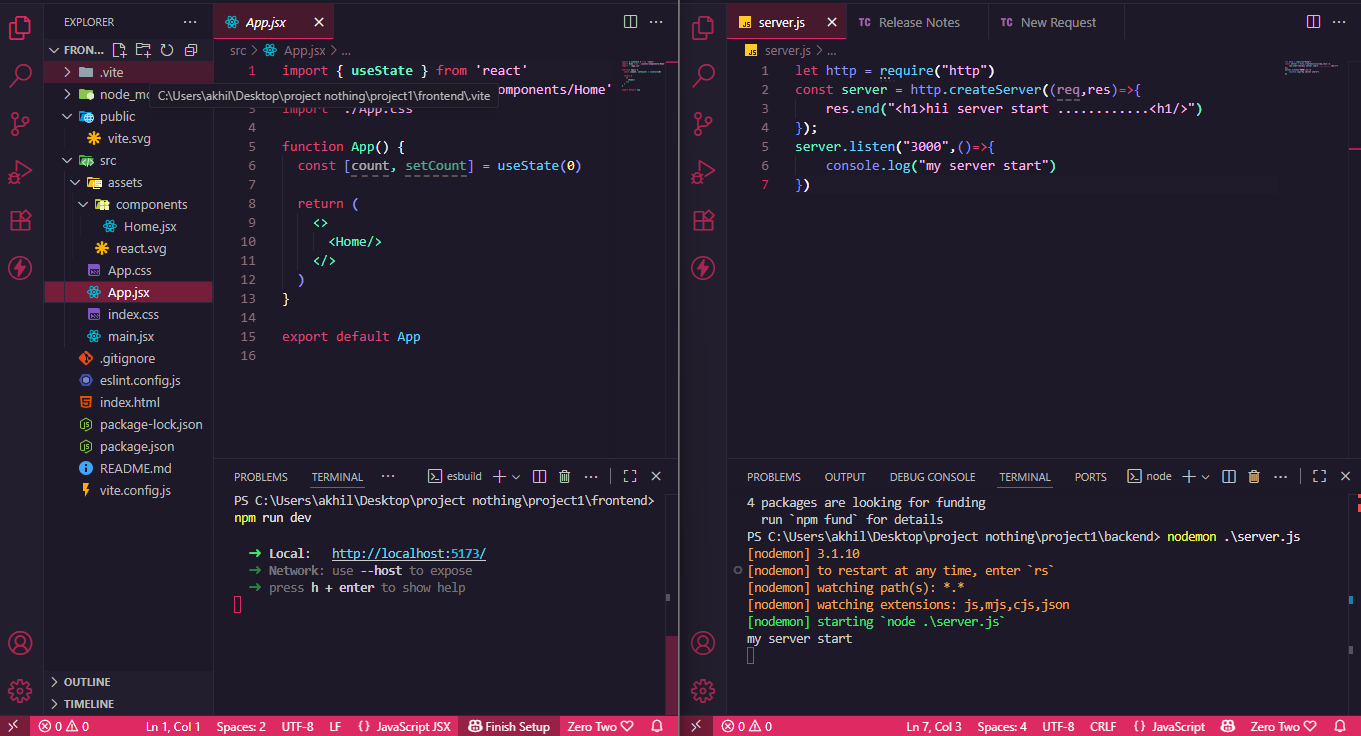 EXPLORER
FRON...
.vite
node_mo
C:\Users\akhil\Desktop\project nothing\project1\frontend\.vite
public
vite.svg
src
assets
components
Home.jsx
react.svg
App.css
App.jsx
index.css
main.jsx
.gitignore
eslint.config.js
index.html
package-lock.json
package.json
README.md
vite.config.js
OUTLINE
TIMELINE
App.jsx
src > App.jsx > ...
1 import { useState } from 'react'
components/Home'
3 import './App.css'
4
5 function App() {
6 const [count, setCount] = useState(0)
7
8 return (
9 <>
10 <Home/>
11 </>
12 )
13 }
14
15 export default App
16
PROBLEMS TERMINAL ... esbuild
PS C:\Users\akhil\Desktop\project nothing\project1\frontend>
npm run dev
➜ Local: http://localhost:5173/
➜ Network: use --host to expose
➜ press h + enter to show help
0 0 Ln 1, Col 1 Spaces: 2 UTF-8 LF {} JavaScript JSX Finish Setup Zero Two♡
JS server.js TC Release Notes TC New Request
JS server.js > ...
1 let http = require("http")
2 const server = http.createServer((req,res)=>{
3 res.end("<h1>hii server start ............<h1/>")
4 });
5 server.listen("3000",()=>{
6 console.log("my server start")
7 })
PROBLEMS OUTPUT DEBUG CONSOLE TERMINAL PORTS node
4 packages are looking for funding
run `npm fund` for details
PS C:\Users\akhil\Desktop\project nothing\project1\backend> nodemon .\server.js
[nodemon] 3.1.10
[nodemon] to restart at any time, enter `rs`
[nodemon] watching path(s): *.*
[nodemon] watching extensions: js,mjs,cjs,json
[nodemon] starting `node .\server.js`
my server start
0 0 Ln 7, Col 3 Spaces: 4 UTF-8 CRLF {} JavaScript Zero Two♡